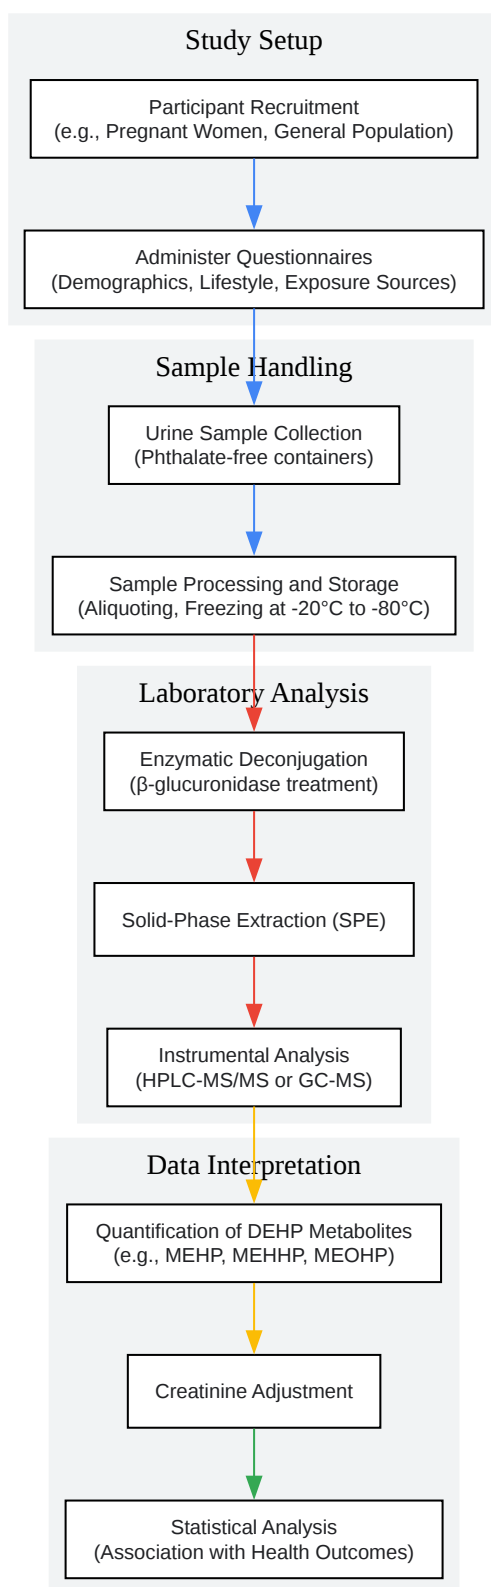 Study Setup
Participant Recruitment
(e.g., Pregnant Women, General Population)
Administer Questionnaires
(Demographics, Lifestyle, Exposure Sources)
Sample Handling
Urine Sample Collection
(Phthalate-free containers)
Sample Processing and Storage
(Aliquoting, Freezing at -20°C to -80°C)
Laboratory Analysis
Enzymatic Deconjugation
(β-glucuronidase treatment)
Solid-Phase Extraction (SPE)
Instrumental Analysis
(HPLC-MS/MS or GC-MS)
Data Interpretation
Quantification of DEHP Metabolites
(e.g., MEHP, MEHHP, MEOHP)
Creatinine Adjustment
Statistical Analysis
(Association with Health Outcomes)